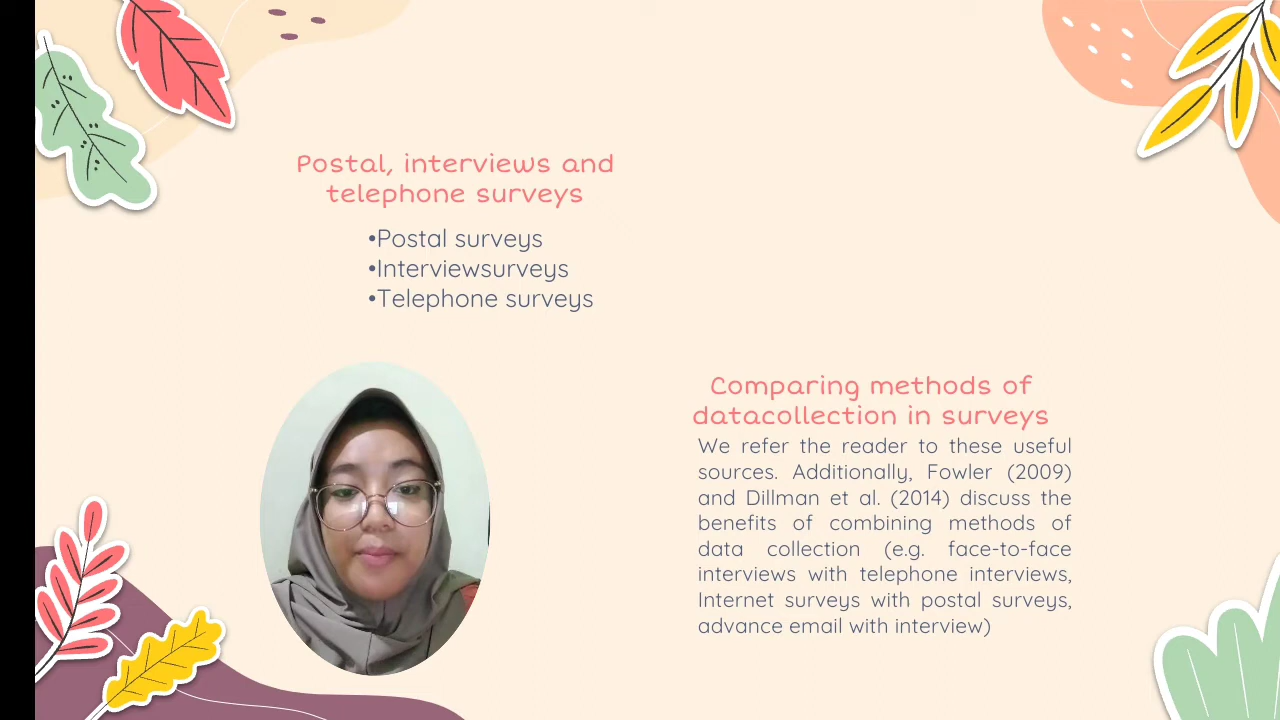 Postal, interviews and
telephone surveys
•Postal surveys
•Interviewsurveys
•Telephone surveys
Comparing methods of
datacollection in surveys
We refer the reader to these useful
sources. Additionally, Fowler (2009)
and Dillman et al. (2014) discuss the
benefits of combining methods of
data collection (e.g. face-to-face
interviews with telephone interviews,
Internet surveys with postal surveys,
advance email with interview)